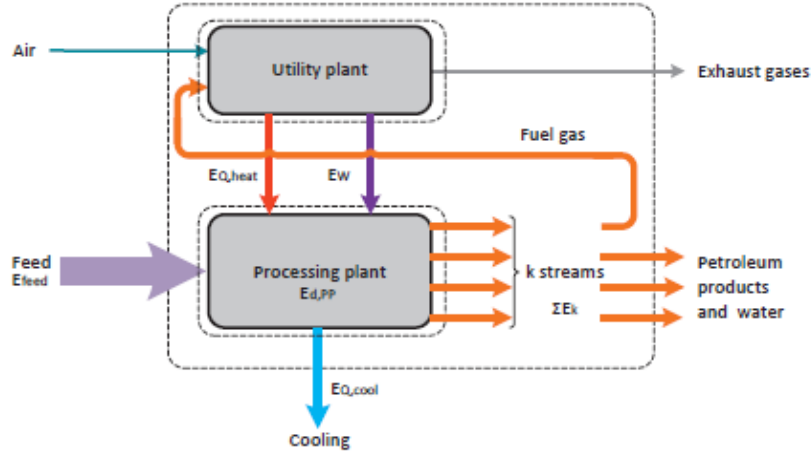 Air
Utility plant
Exhaust gases
Fuel gas
EQ,heat
EW
Feed
Efeed
Processing plant
Ed,PP
k streams
ΣEk
Petroleum
products
and water
EQ,cool
Cooling